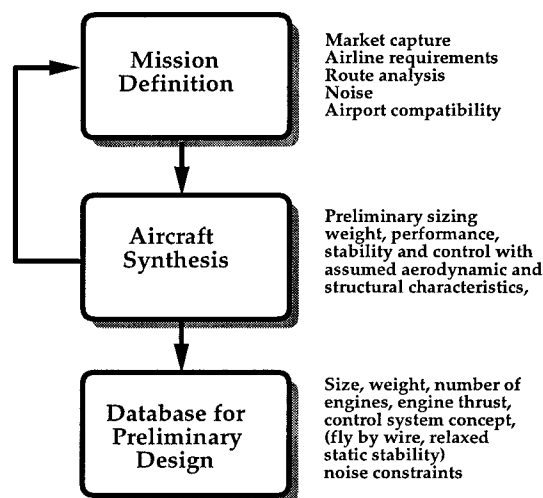 Mission
Definition
Market capture
Airline requirements
Route analysis
Noise
Airport compatibility
Aircraft
Synthesis
Preliminary sizing
weight, performance,
stability and control with
assumed aerodynamic and
structural characteristics,
Database for
Preliminary
Design
Size, weight, number of
engines, engine thrust,
control system concept,
(fly by wire, relaxed
static stability)
noise constraints